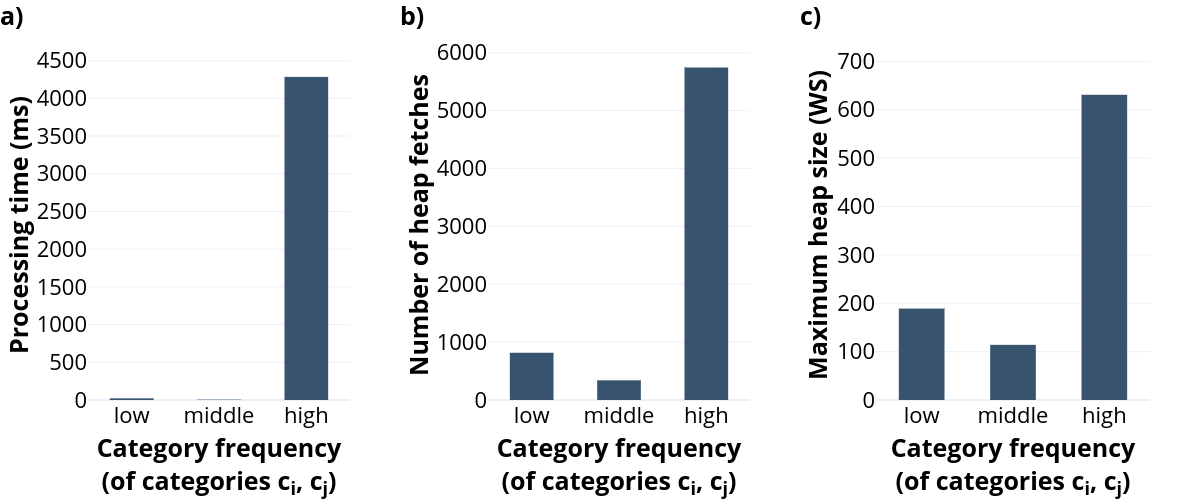 a)
Processing time (ms)
4500
4000
3500
3000
2500
2000
1500
1000
500
0
low middle high
Category frequency
(of categories ci, cj)
b)
Number of heap fetches
6000
5000
4000
3000
2000
1000
0
low middle high
Category frequency
(of categories ci, cj)
c)
Maximum heap size (WS)
700
600
500
400
300
200
100
0
low middle high
Category frequency
(of categories ci, cj)